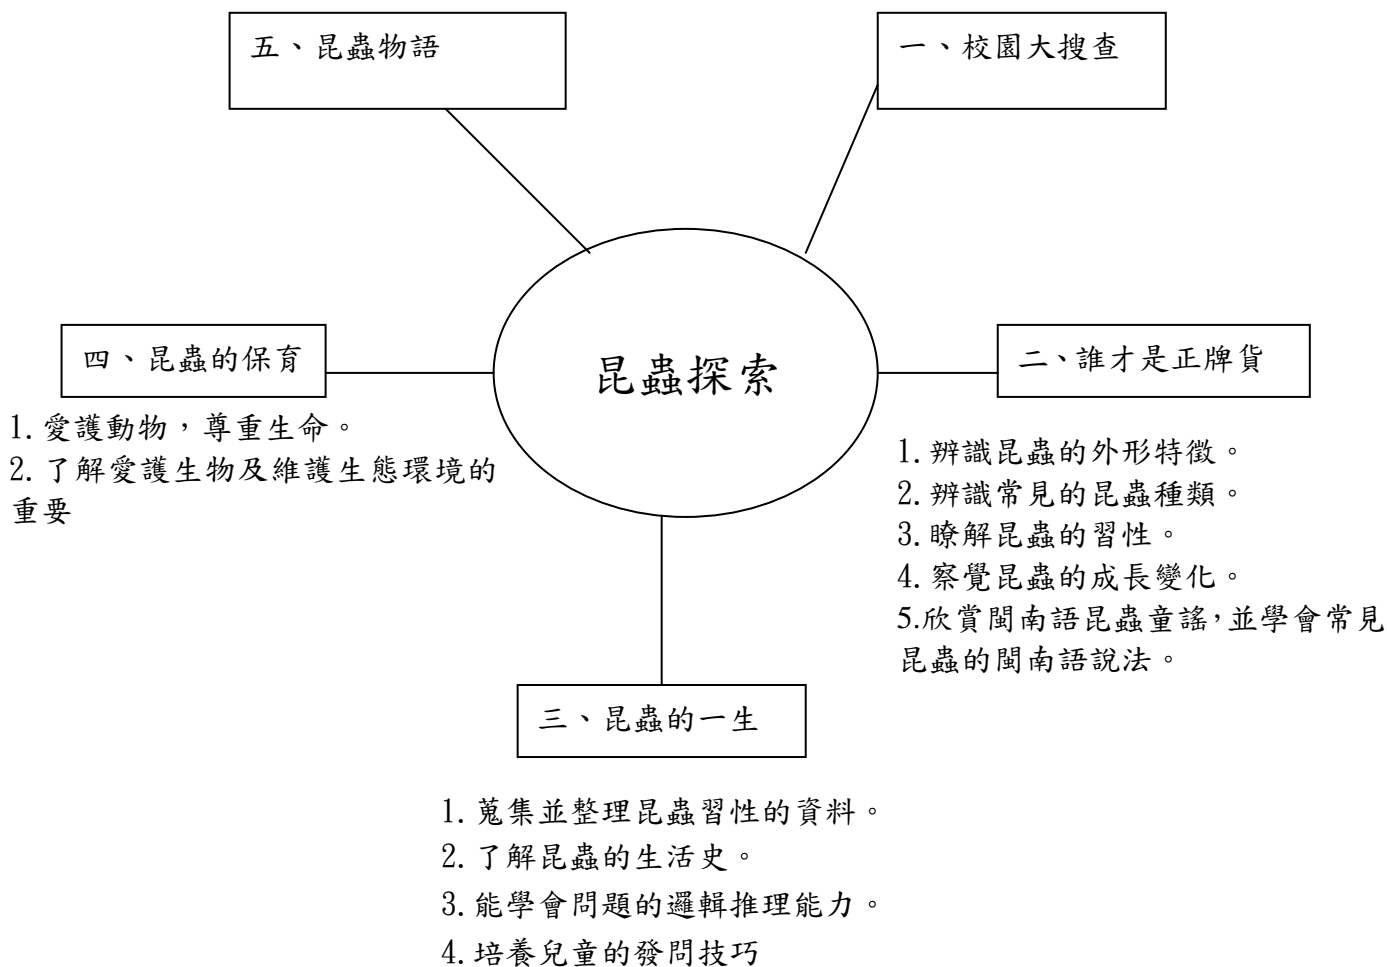 五、昆蟲物語
一、校園大搜查
昆蟲探索
四、昆蟲的保育
1.愛護動物，尊重生命。
2.了解愛護生物及維護生態環境的
重要
二、誰才是正牌貨
1.辨識昆蟲的外形特徵。
2.辨識常見的昆蟲種類。
3.瞭解昆蟲的習性。
4.察覺昆蟲的成長變化。
5.欣賞閩南語昆蟲童謠，並學會常見
昆蟲的閩南語說法。
三、昆蟲的一生
1.蒐集並整理昆蟲習性的資料。
2.了解昆蟲的生活史。
3.能學會問題的邏輯推理能力。
4.培養兒童的發問技巧